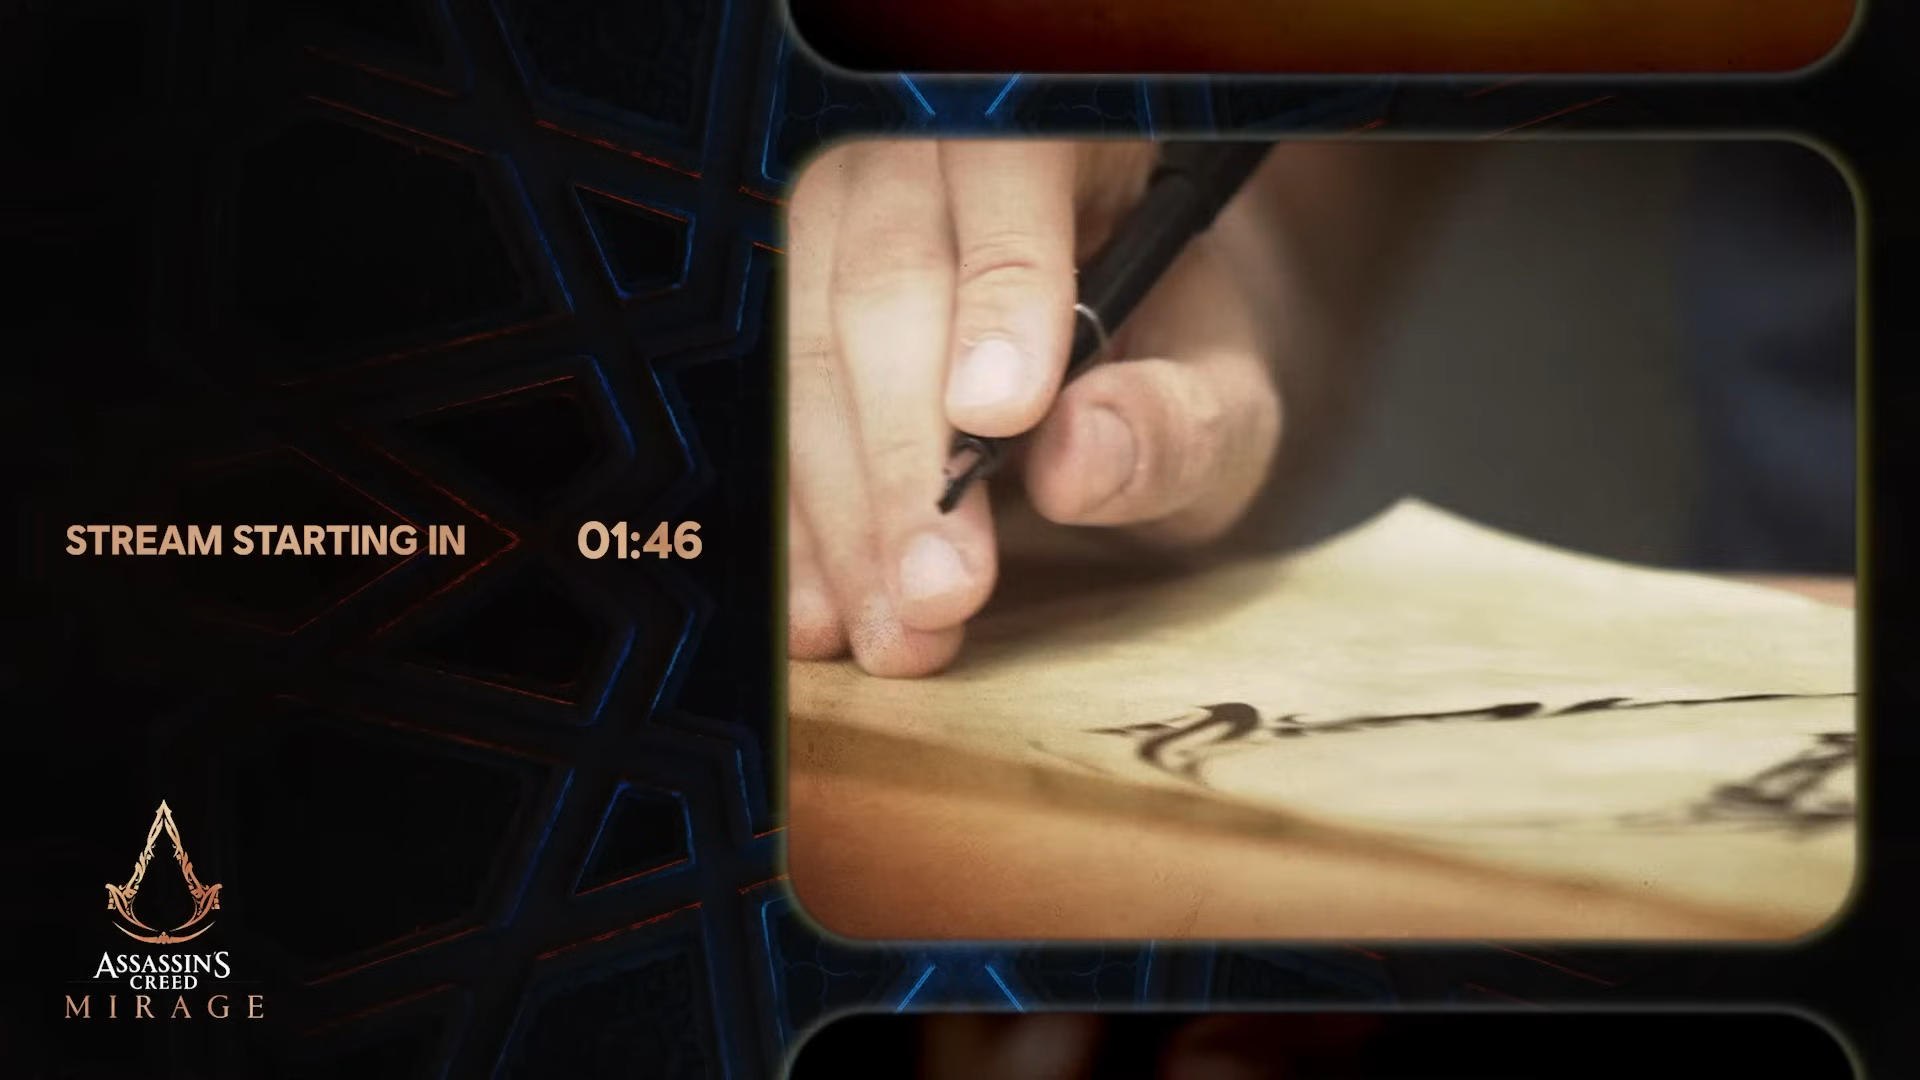 STREAM STARTING IN 01:46
ASSASSIN'S
CREED
MIRAGE